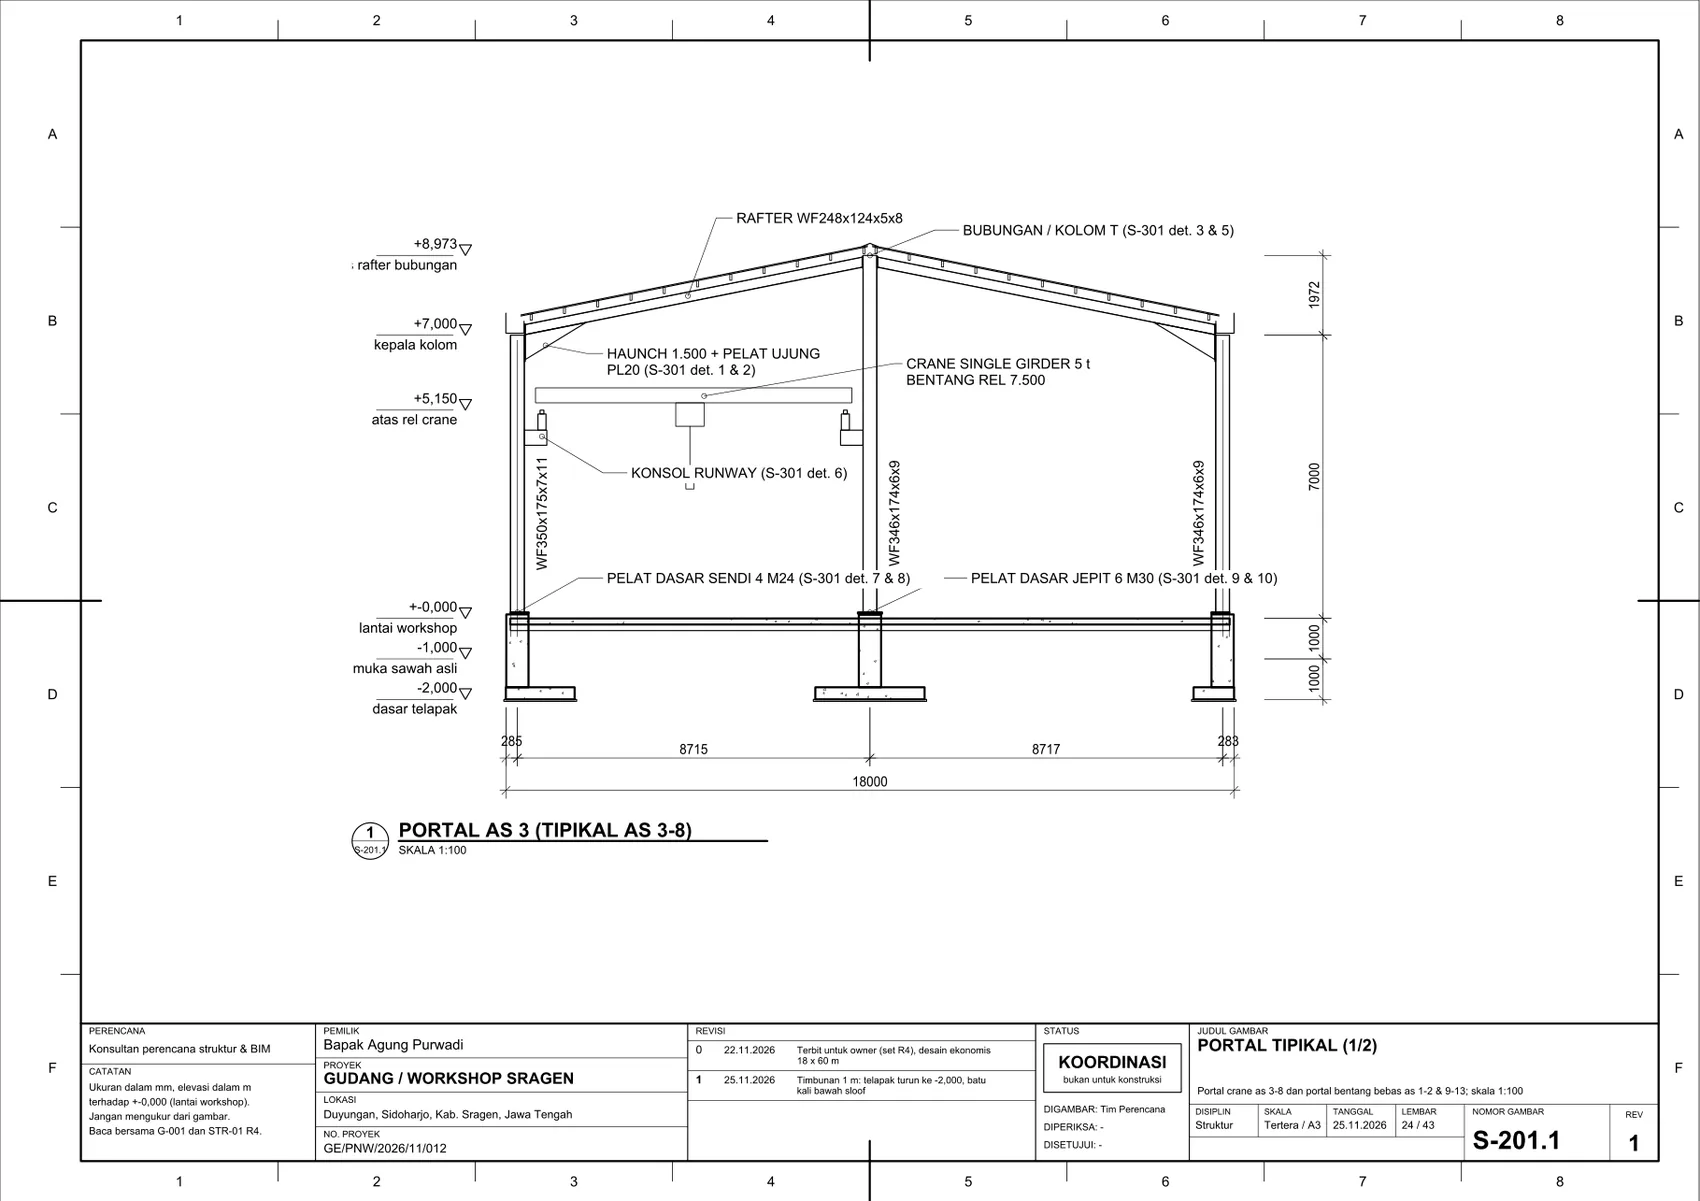 1 2 3 4 5 6 7 8
A A
B B
C C
D D
E E
F F
RAFTER WF248x124x5x8
BUBUNGAN / KOLOM T (S-301 det. 3 & 5)
+8,973
rafter bubungan
1972
+7,000
kepala kolom
HAUNCH 1.500 + PELAT UJUNG
PL20 (S-301 det. 1 & 2)
CRANE SINGLE GIRDER 5 t
BENTANG REL 7.500
+5,150
atas rel crane
KONSOL RUNWAY (S-301 det. 6)
WF350x175x7x11
WF346x174x6x9
WF346x174x6x9
7000
PELAT DASAR SENDI 4 M24 (S-301 det. 7 & 8)
PELAT DASAR JEPIT 6 M30 (S-301 det. 9 & 10)
+-0,000
lantai workshop
-1,000
muka sawah asli
-2,000
dasar telapak
1000
1000
285
8715
8717
283
18000
1
S-201.1
PORTAL AS 3 (TIPIKAL AS 3-8)
SKALA 1:100
PERENCANA
Konsultan perencana struktur & BIM
CATATAN
Ukuran dalam mm, elevasi dalam m
terhadap +-0,000 (lantai workshop).
Jangan mengukur dari gambar.
Baca bersama G-001 dan STR-01 R4.
PEMILIK
Bapak Agung Purwadi
PROYEK
GUDANG / WORKSHOP SRAGEN
LOKASI
Duyungan, Sidoharjo, Kab. Sragen, Jawa Tengah
NO. PROYEK
GE/PNW/2026/11/012
REVISI
0 22.11.2026 Terbit untuk owner (set R4), desain ekonomis
18 x 60 m
1 25.11.2026 Timbunan 1 m: telapak turun ke -2,000, batu
kali bawah sloof
STATUS
KOORDINASI
bukan untuk konstruksi
DIGAMBAR: Tim Perencana
DIPERIKSA: -
DISETUJUI: -
JUDUL GAMBAR
PORTAL TIPIKAL (1/2)
Portal crane as 3-8 dan portal bentang bebas as 1-2 & 9-13; skala 1:100
DISIPLIN
Struktur
SKALA
Tertera / A3
TANGGAL
25.11.2026
LEMBAR
24 / 43
NOMOR GAMBAR
S-201.1
REV
1
1 2 3 4 5 6 7 8